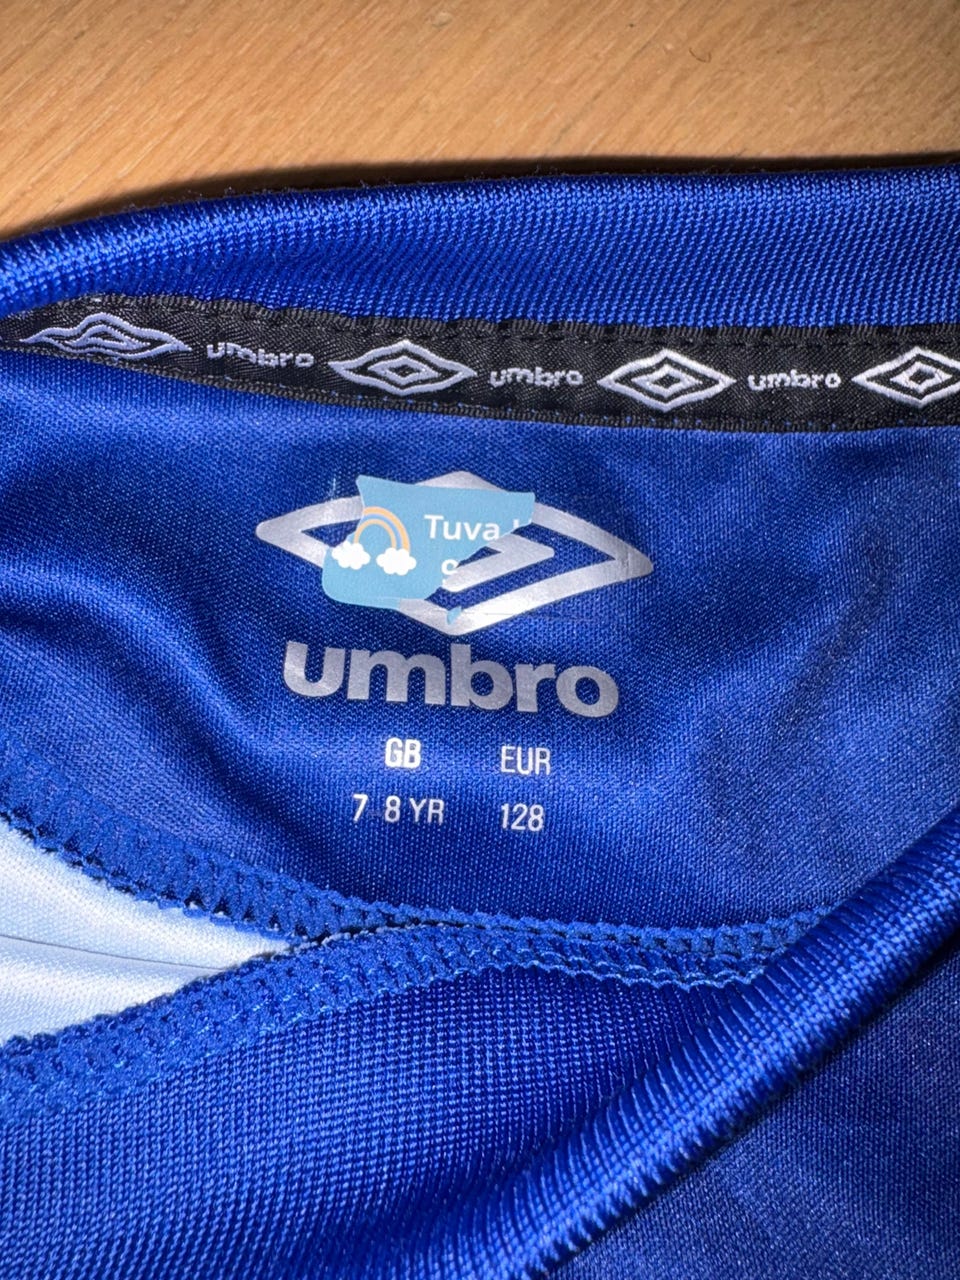 umbro umbro umbro
Tuva
umbro
GB EUR
7-8 YR 128